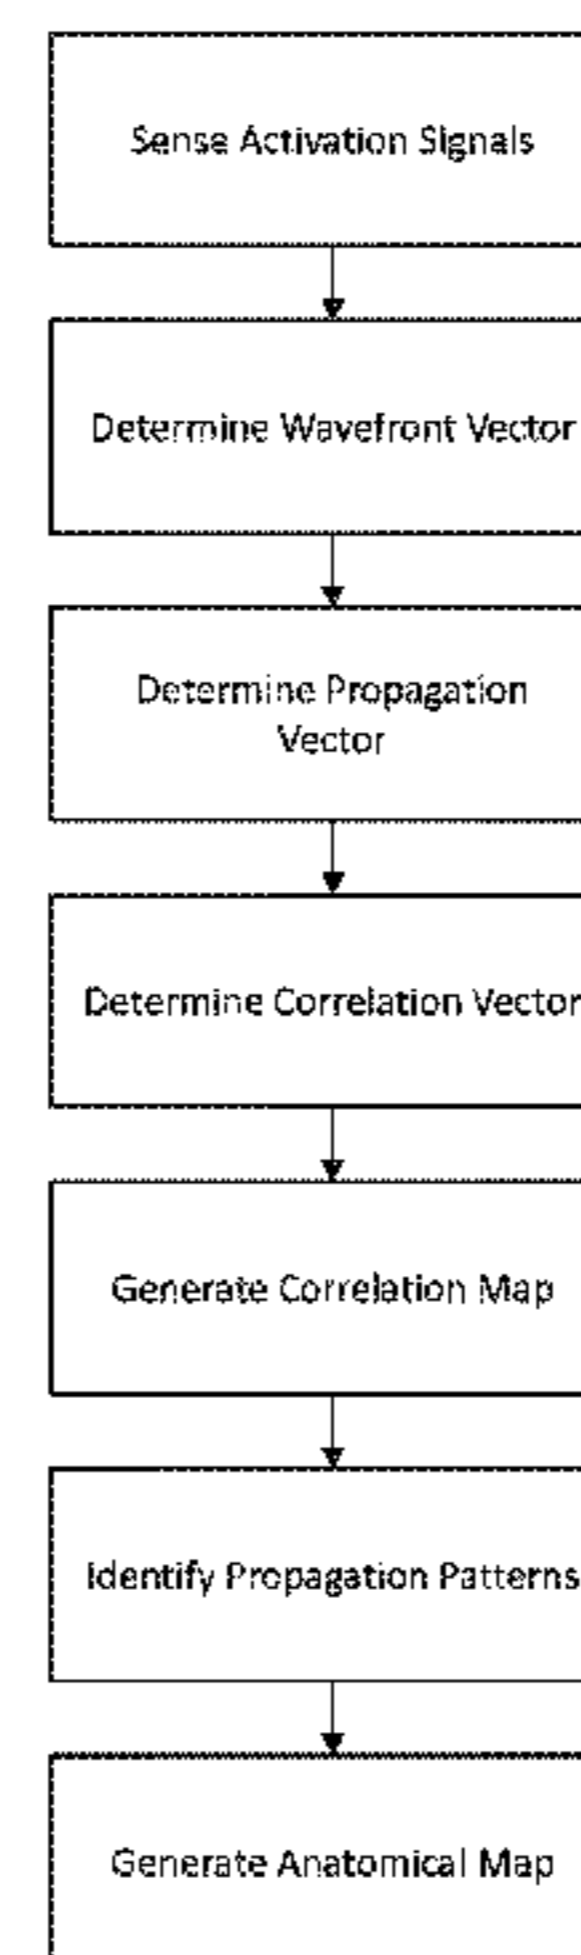 Sense Activation Signals
Determine Wavefront Vector
Determine Propagation
Vector
Determine Correlation Vector
Generate Correlation Map
Identify Propagation Patterns
Generate Anatomical Map